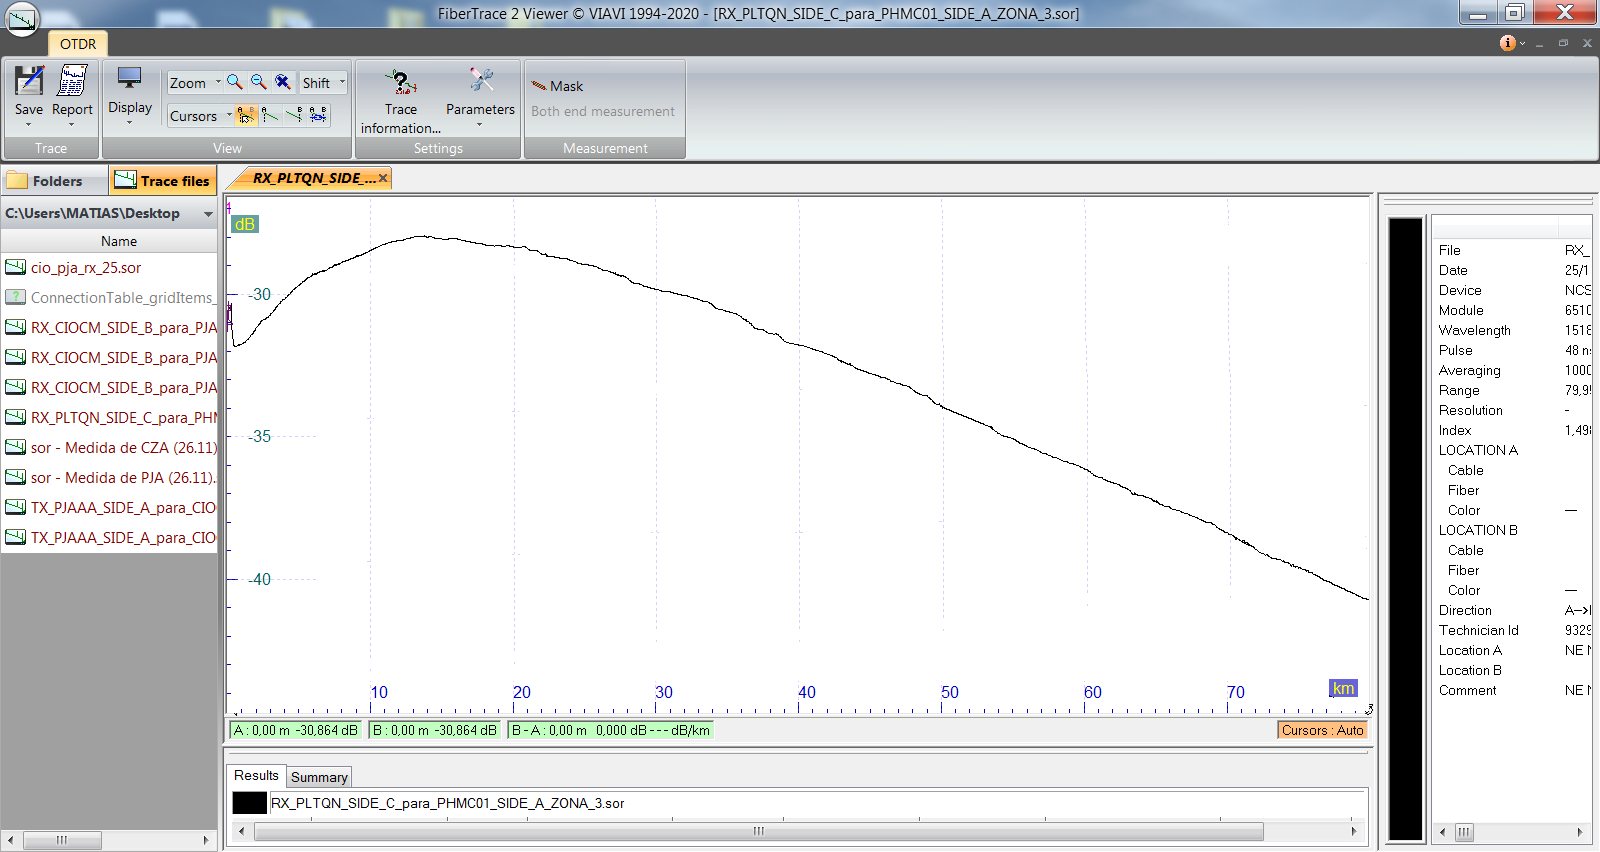 FiberTrace 2 Viewer © VIAVI 1994-2020 - [RX_PLTQN_SIDE_C_para_PHMC01_SIDE_A_ZONA_3.sor]
OTDR
Save
Report
Trace
Display
Zoom
Shift
Cursors
View
Trace information...
Parameters
Settings
Mask
Both end measurement
Measurement
Folders
Trace files
C:\Users\MATIAS\Desktop
Name
cio_pja_rx_25.sor
ConnectionTable_gridItems_
RX_CIOCM_SIDE_B_para_PJA
RX_CIOCM_SIDE_B_para_PJA
RX_CIOCM_SIDE_B_para_PJA
RX_PLTQN_SIDE_C_para_PHM
sor - Medida de CZA (26.11)
sor - Medida de PJA (26.11).
TX_PJAAA_SIDE_A_para_CIO
TX_PJAAA_SIDE_A_para_CIO
RX_PLTQN_SIDE_...
dB
-30
-35
-40
10 20 30 40 50 60 70 km
A : 0,00 m -30,864 dB
B : 0,00 m -30,864 dB
B - A : 0,00 m 0,000 dB --- dB/km
Cursors : Auto
Results
Summary
RX_PLTQN_SIDE_C_para_PHMC01_SIDE_A_ZONA_3.sor
File RX_
Date 25/1
Device NCS
Module 6510
Wavelength 1518
Pulse 48 n
Averaging 1000
Range 79,9
Resolution -
Index 1,498
LOCATION A
Cable
Fiber
Color —
LOCATION B
Cable
Fiber
Color —
Direction A->
Technician Id 9329
Location A NE
Location B
Comment NE